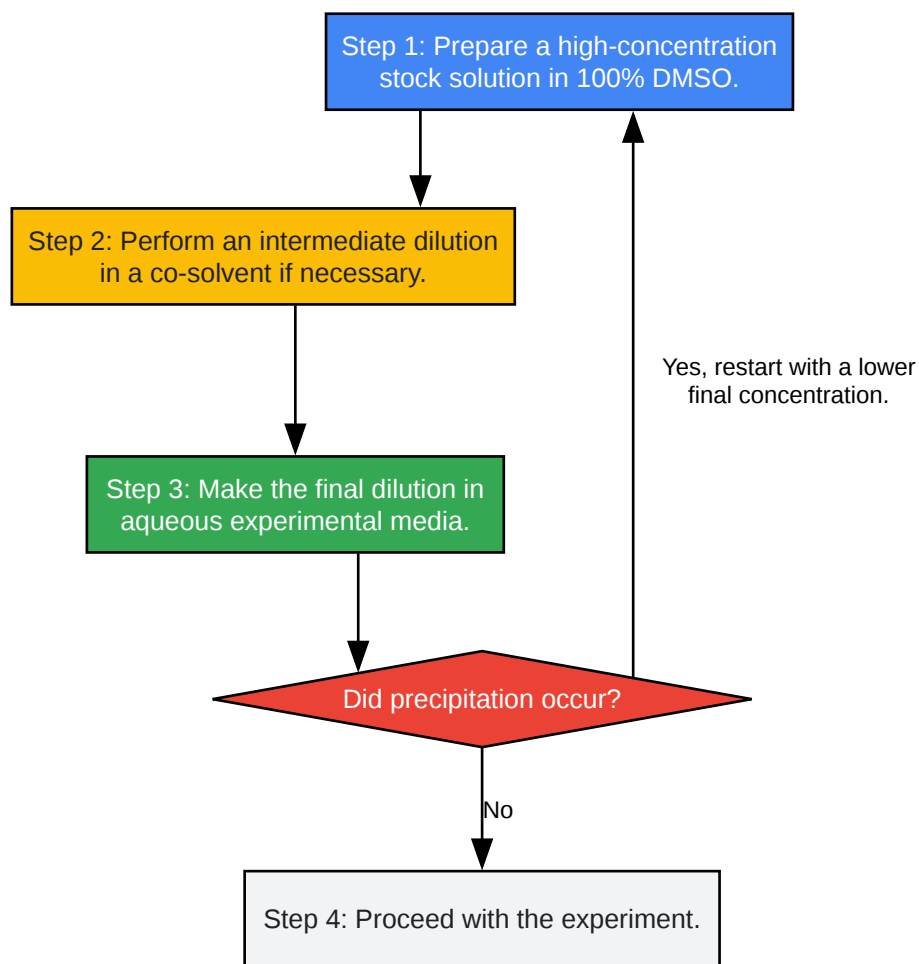 Step 1: Prepare a high-concentration
stock solution in 100% DMSO.
Step 2: Perform an intermediate dilution
in a co-solvent if necessary.
Yes, restart with a lower
final concentration.
Step 3: Make the final dilution in
aqueous experimental media.
Did precipitation occur?
No
Step 4: Proceed with the experiment.